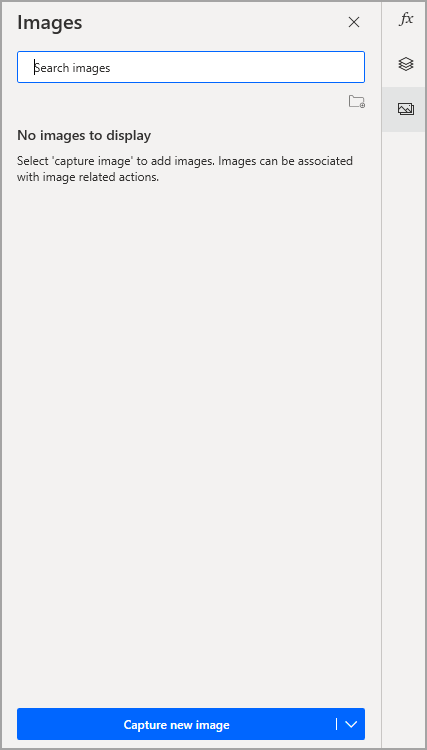 Images
fx
Search images
No images to display
Select 'capture image' to add images. Images can be associated
with image related actions.
Capture new image